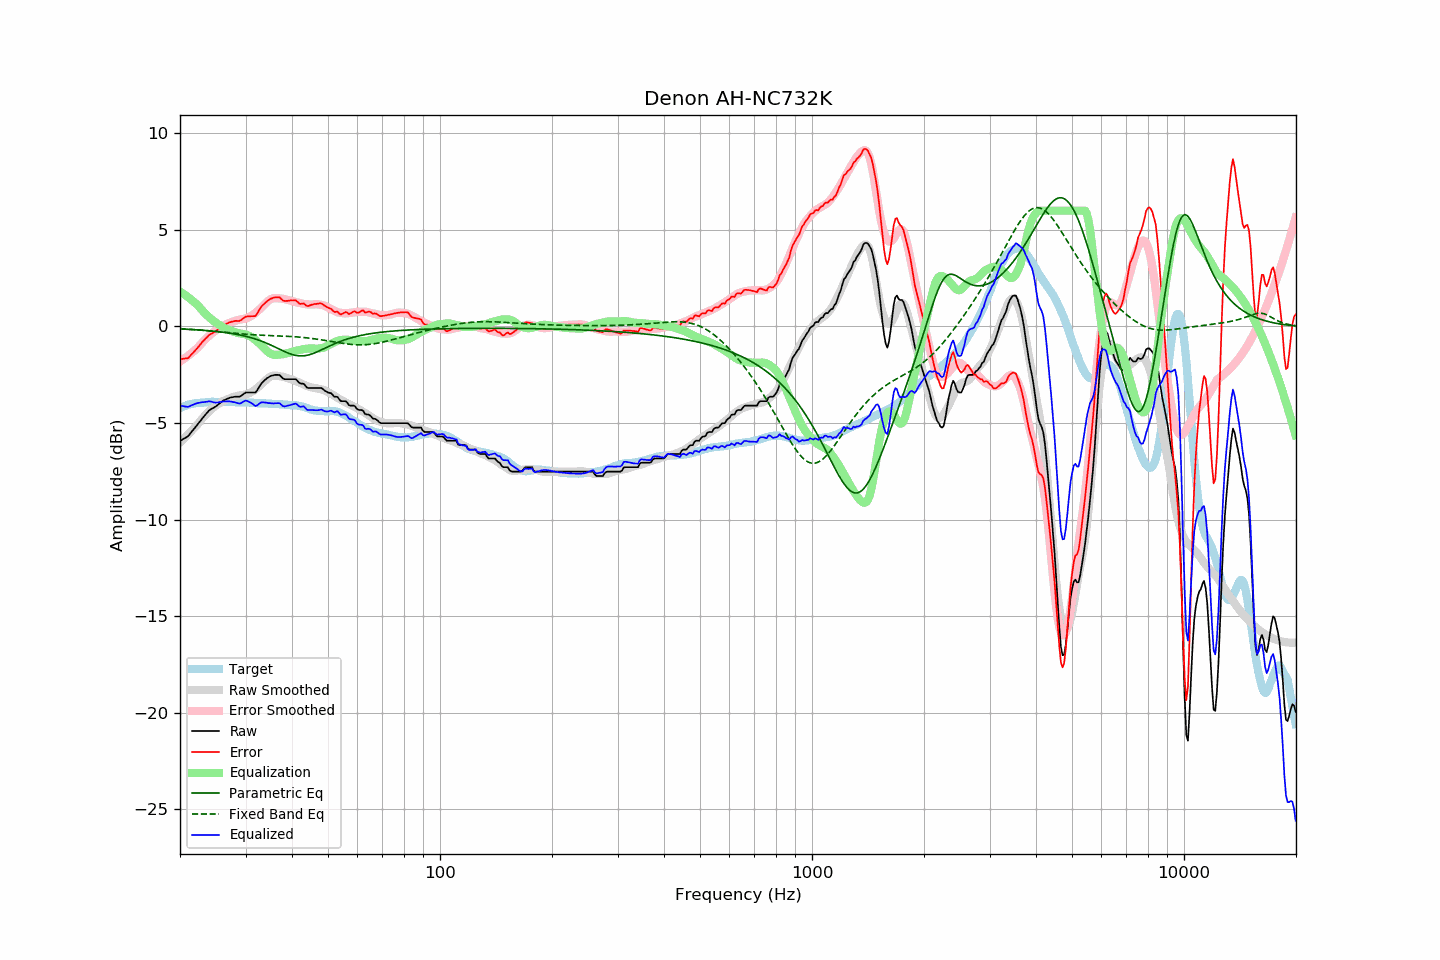 Denon AH-NC732K
10
5
0
−5
−10
−15
−20
−25
Amplitude (dBr)
Target
Raw Smoothed
Error Smoothed
Raw
Error
Equalization
Parametric Eq
Fixed Band Eq
Equalized
100
1000
10000
Frequency (Hz)